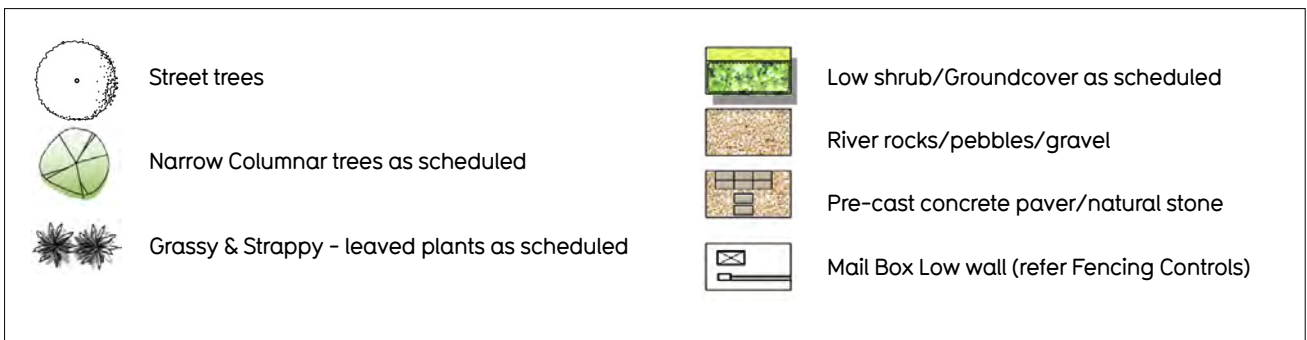 Street trees
Narrow Columnar trees as scheduled
Grassy & Strappy - leaved plants as scheduled
Low shrub/Groundcover as scheduled
River rocks/pebbles/gravel
Pre-cast concrete paver/natural stone
Mail Box Low wall (refer Fencing Controls)